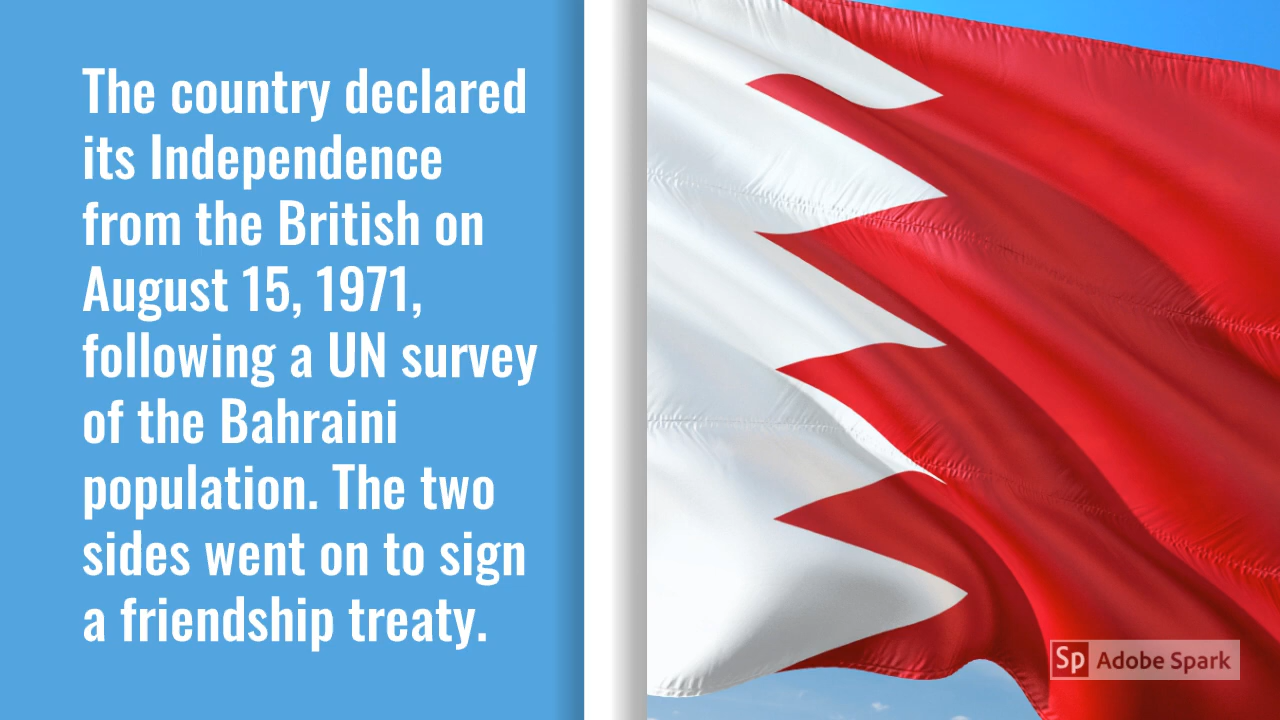 The country declared
its Independence
from the British on
August 15, 1971,
following a UN survey
of the Bahraini
population. The two
sides went on to sign
a friendship treaty.
Sp Adobe Spark